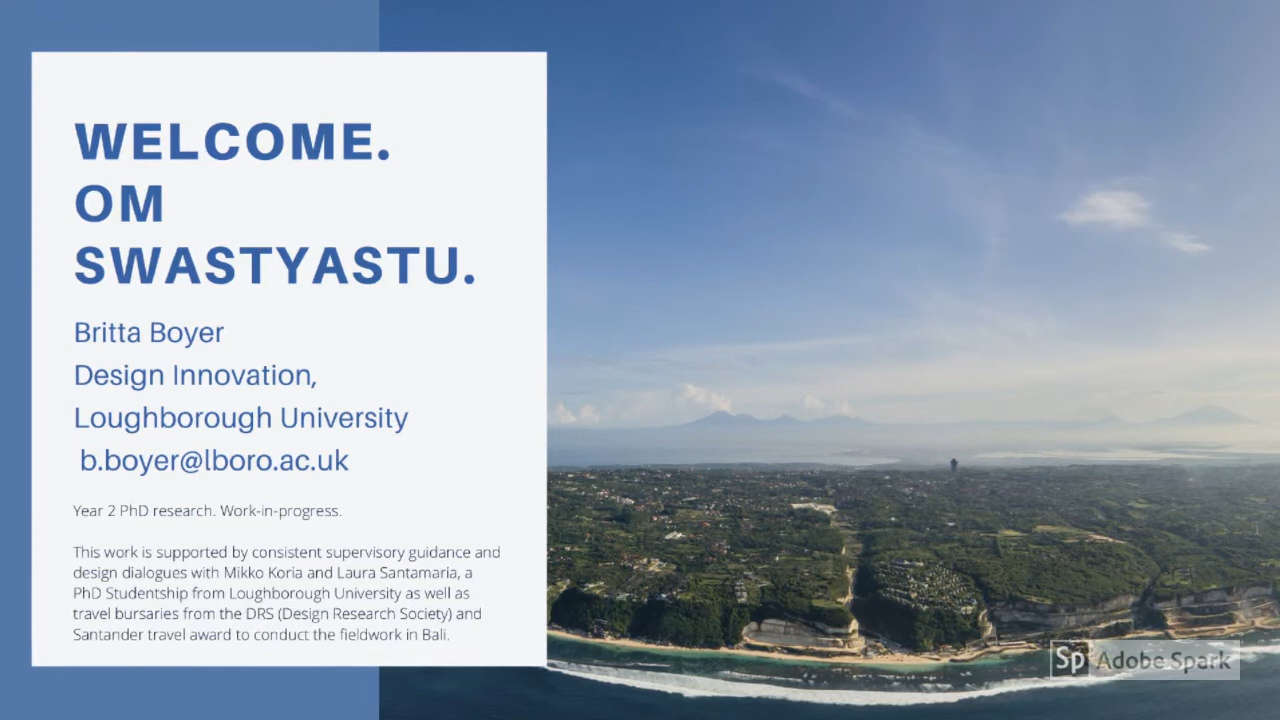 WELCOME.
OM
SWASTYASTU.
Britta Boyer
Design Innovation,
Loughborough University
b.boyer@lboro.ac.uk
Year 2 PhD research. Work-in-progress.
This work is supported by consistent supervisory guidance and
design dialogues with Mikko Koria and Laura Santamaria, a
PhD Studentship from Loughborough University as well as
travel bursaries from the DRS (Design Research Society) and
Santander travel award to conduct the fieldwork in Bali.
Sp Adobe Spark